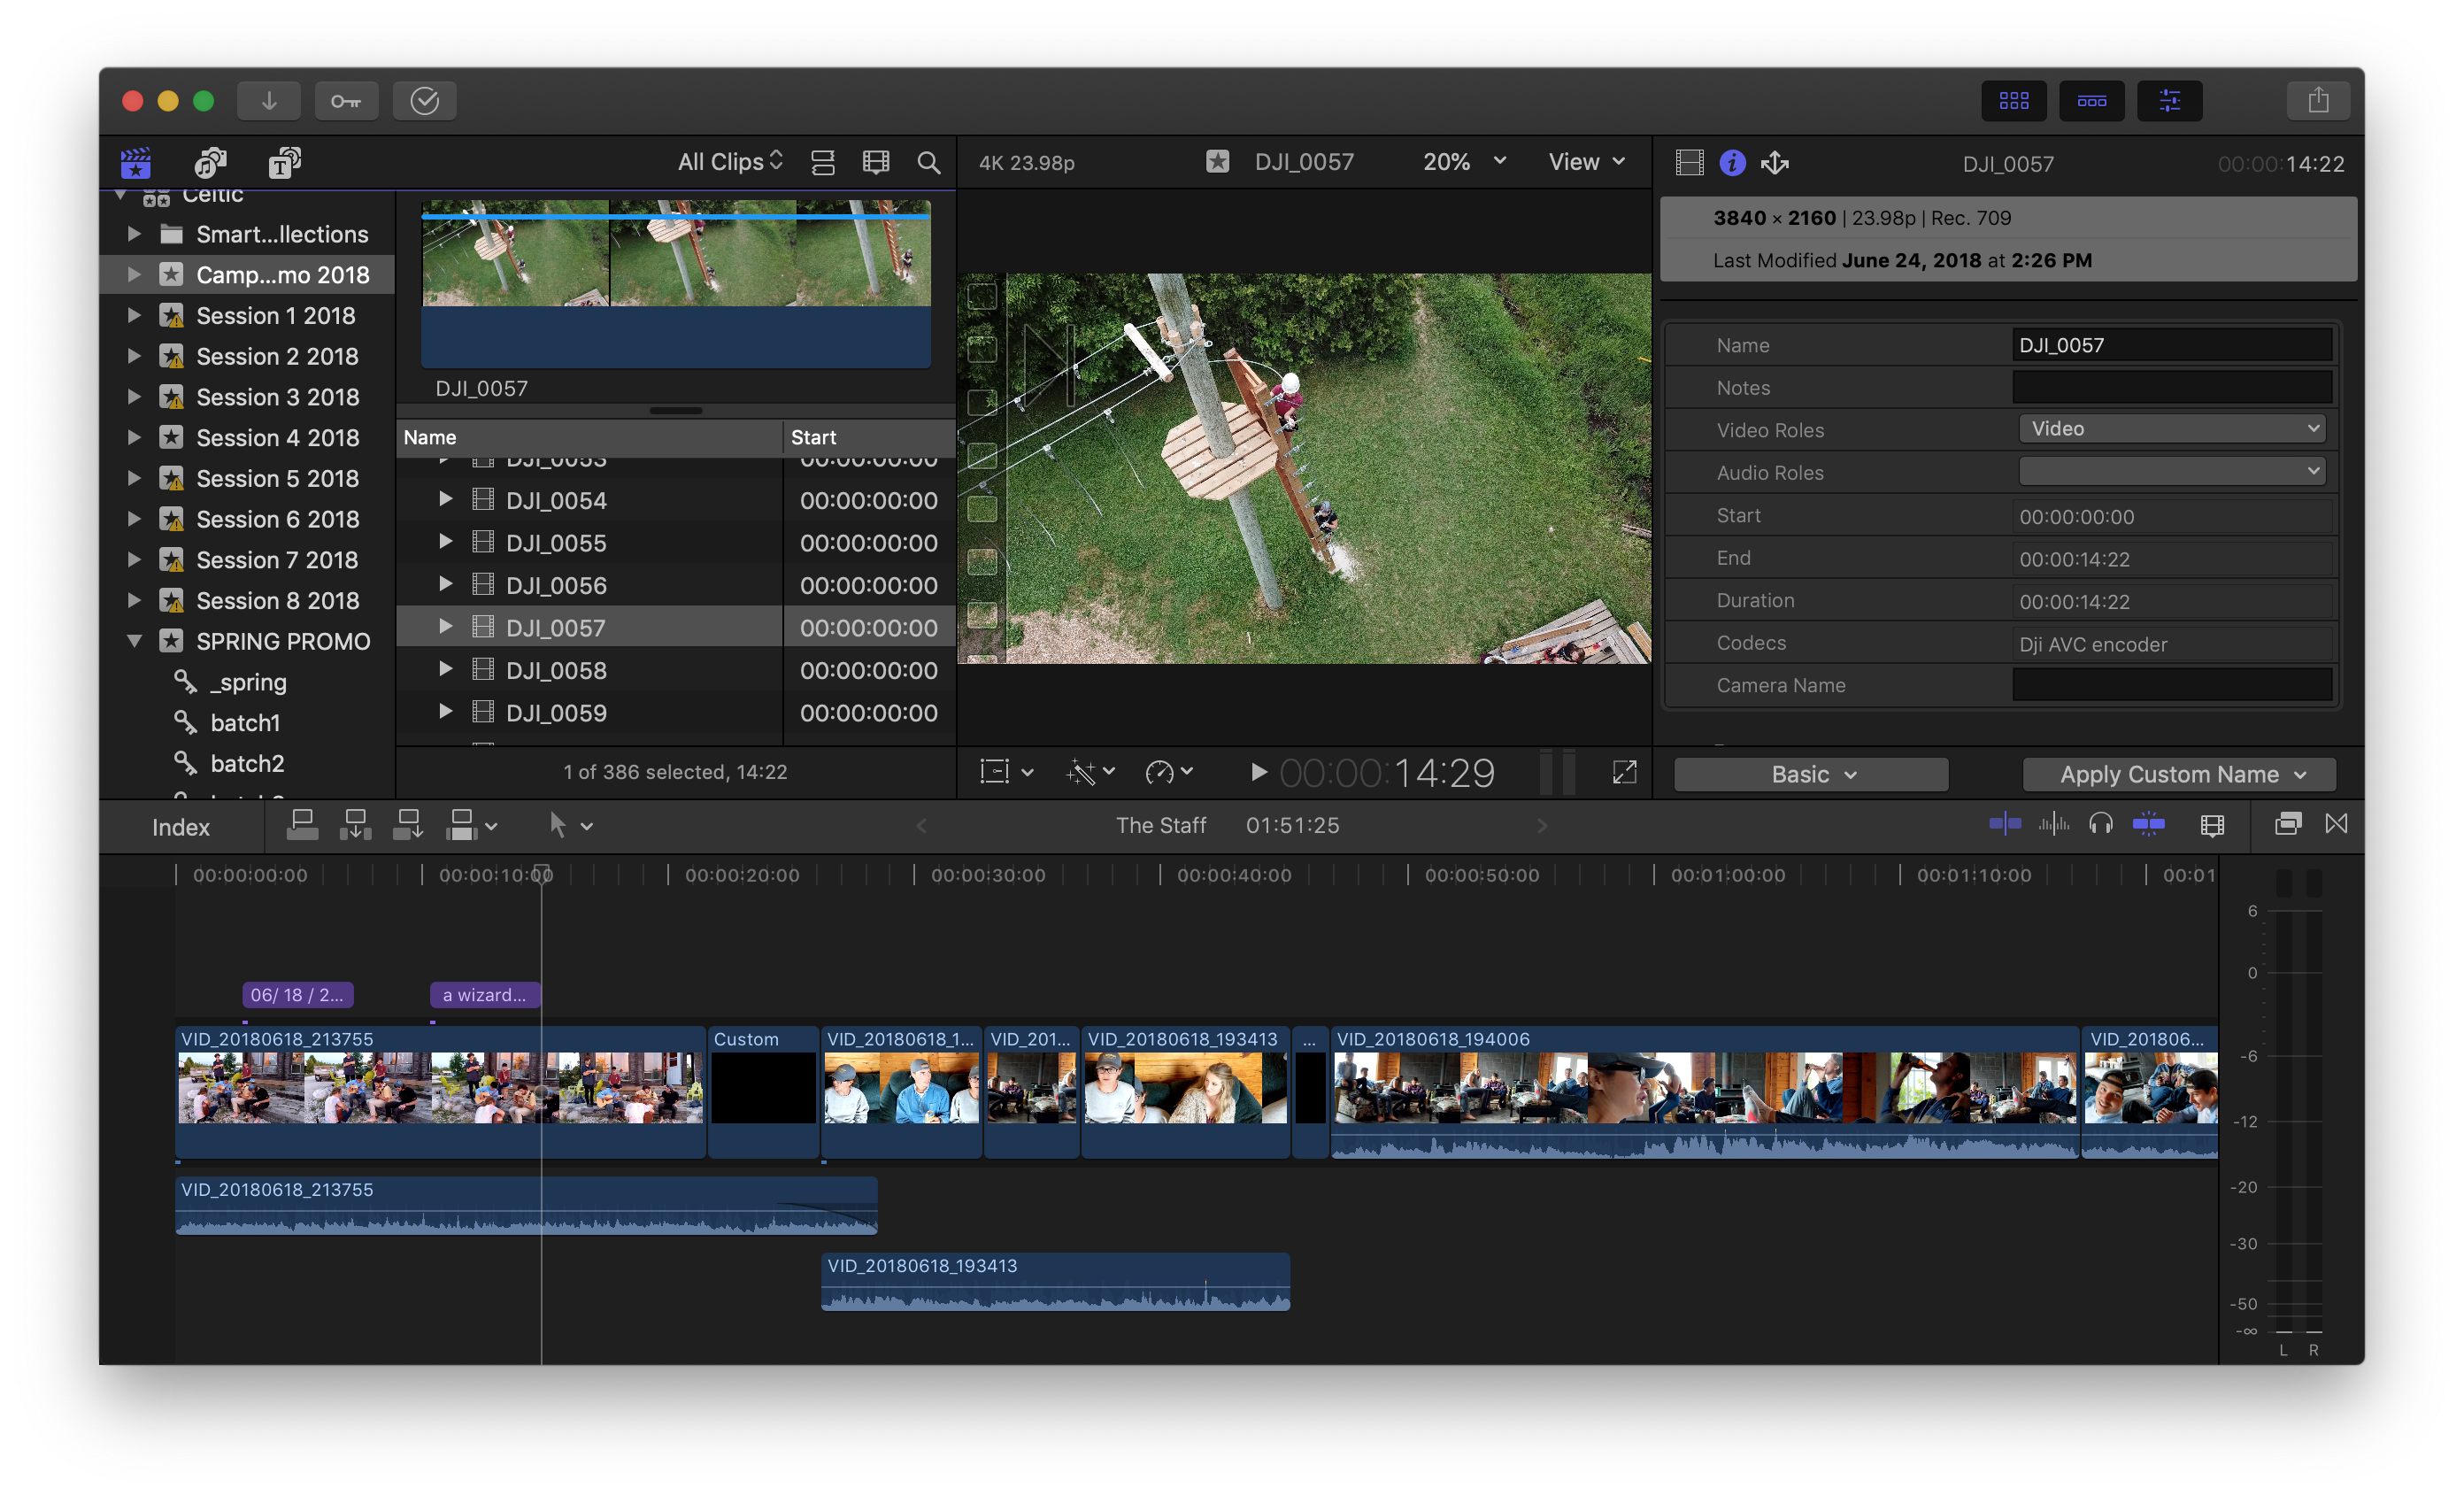 All Clips
4K 23.98p
DJI_0057
20%
View
DJI_0057
00:00:00:14:22
Celtic
Smart...llections
Camp...mo 2018
Session 1 2018
Session 2 2018
Session 3 2018
Session 4 2018
Session 5 2018
Session 6 2018
Session 7 2018
Session 8 2018
SPRING PROMO
_spring
batch1
batch2
DJI_0057
Name Start
DJI_0053 00:00:00:00
DJI_0054 00:00:00:00
DJI_0055 00:00:00:00
DJI_0056 00:00:00:00
DJI_0057 00:00:00:00
DJI_0058 00:00:00:00
DJI_0059 00:00:00:00
1 of 386 selected, 14:22
00:00:14:29
3840 × 2160 | 23.98p | Rec. 709
Last Modified June 24, 2018 at 2:26 PM
Name DJI_0057
Notes
Video Roles Video
Audio Roles
Start 00:00:00:00
End 00:00:14:22
Duration 00:00:14:22
Codecs Dji AVC encoder
Camera Name
Basic
Apply Custom Name
Index
The Staff 01:51:25
00:00:00:00 00:00:10:00 00:00:20:00 00:00:30:00 00:00:40:00 00:00:50:00 00:01:00:00 00:01:10:00 00:01
06/ 18 / 2... a wizard...
VID_20180618_213755 Custom VID_20180618_1... VID_201... VID_20180618_193413 ... VID_20180618_194006 VID_201806...
VID_20180618_213755
VID_20180618_193413
6
0
-6
-12
-20
-30
-50
-∞
L R